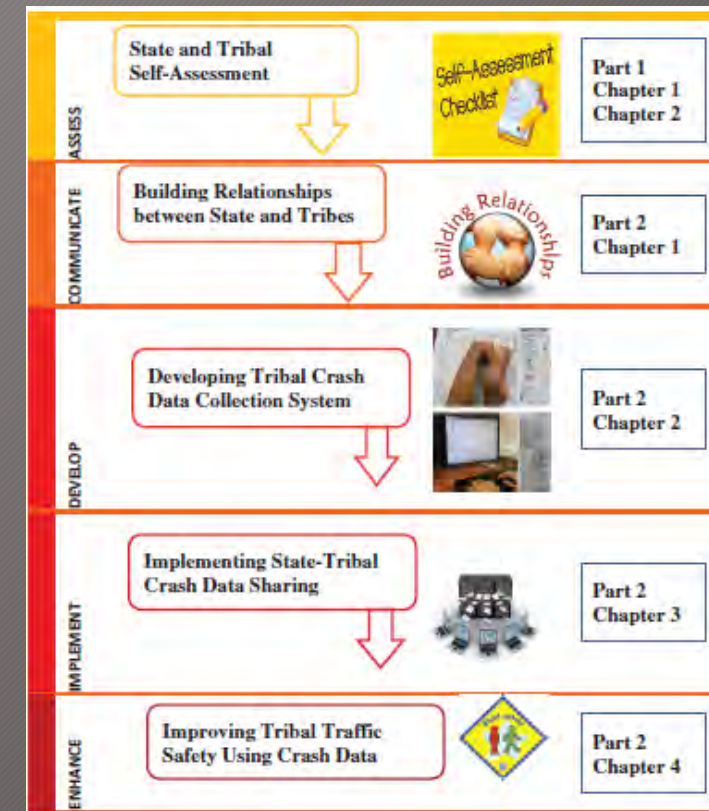 ASSESS
State and Tribal
Self-Assessment
Self-Assessment
Checklist
Part 1
Chapter 1
Chapter 2
COMMUNICATE
Building Relationships
between State and Tribes
Building Relationships
Part 2
Chapter 1
DEVELOP
Developing Tribal Crash
Data Collection System
Part 2
Chapter 2
IMPLEMENT
Implementing State-Tribal
Crash Data Sharing
Part 2
Chapter 3
ENHANCE
Improving Tribal Traffic
Safety Using Crash Data
Part 2
Chapter 4